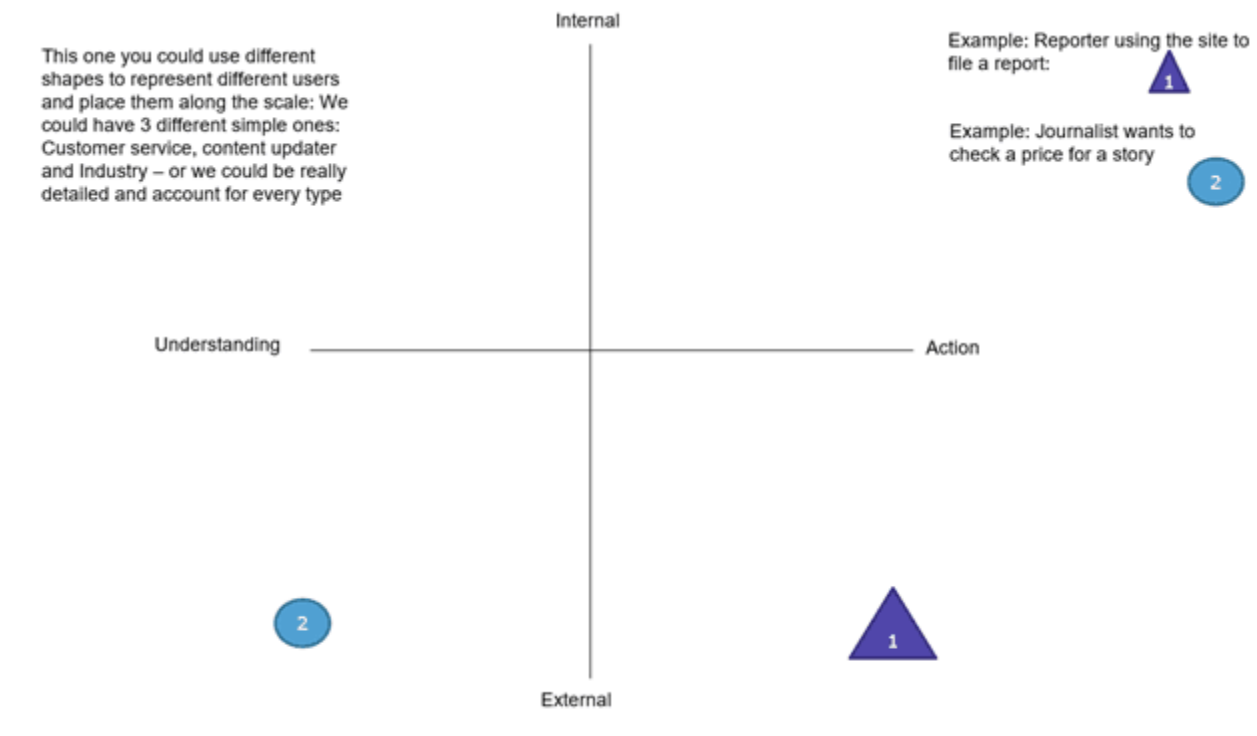 Internal
This one you could use different
shapes to represent different users
and place them along the scale: We
could have 3 different simple ones:
Customer service, content updater
and Industry – or we could be really
detailed and account for every type
Example: Reporter using the site to
file a report:
1
Example: Journalist wants to
check a price for a story
2
Understanding
Action
2
1
External